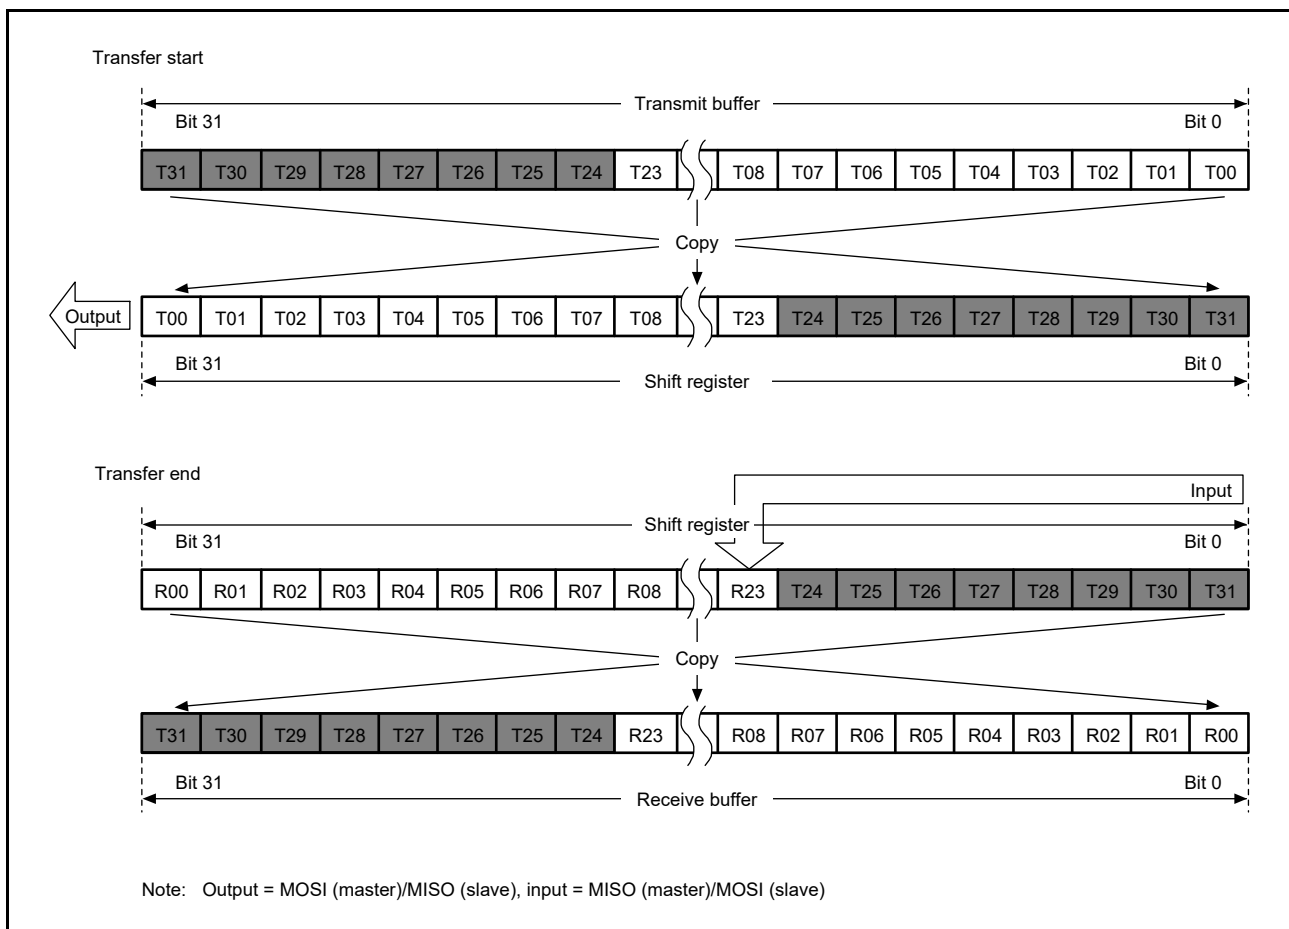 Transfer start
Transmit buffer
Bit 31 Bit 0
T31 T30 T29 T28 T27 T26 T25 T24 T23 T08 T07 T06 T05 T04 T03 T02 T01 T00
Copy
Output T00 T01 T02 T03 T04 T05 T06 T07 T08 T23 T24 T25 T26 T27 T28 T29 T30 T31
Bit 31 Bit 0
Shift register
Transfer end
Input
Shift register
Bit 31 Bit 0
R00 R01 R02 R03 R04 R05 R06 R07 R08 R23 T24 T25 T26 T27 T28 T29 T30 T31
Copy
T31 T30 T29 T28 T27 T26 T25 T24 R23 R08 R07 R06 R05 R04 R03 R02 R01 R00
Bit 31 Bit 0
Receive buffer
Note: Output = MOSI (master)/MISO (slave), input = MISO (master)/MOSI (slave)